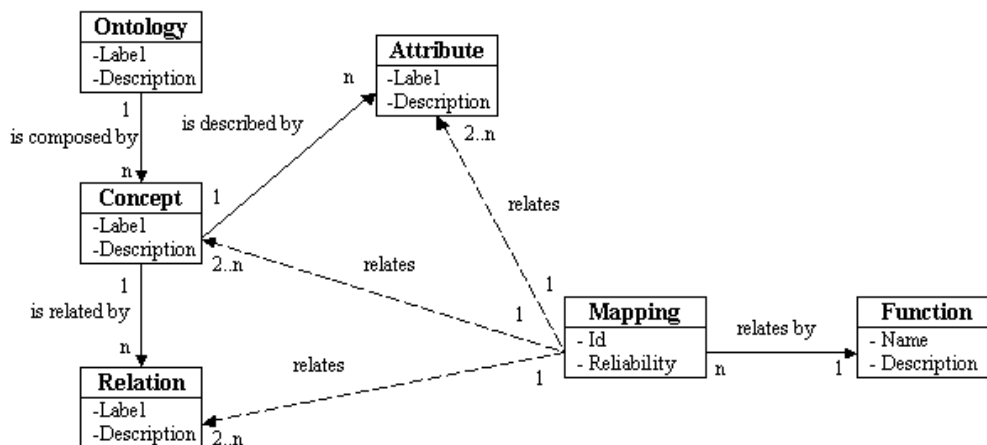 Ontology
-Label
-Description
1
is composed by
n
Attribute
-Label
-Description
n
is described by
2..n
Concept
-Label
-Description
1
2..n
1
is related by
n
relates
relates
1
1
Mapping
- Id
- Reliability
relates by
n
1
Function
- Name
- Description
relates
1
Relation
-Label
-Description
2..n